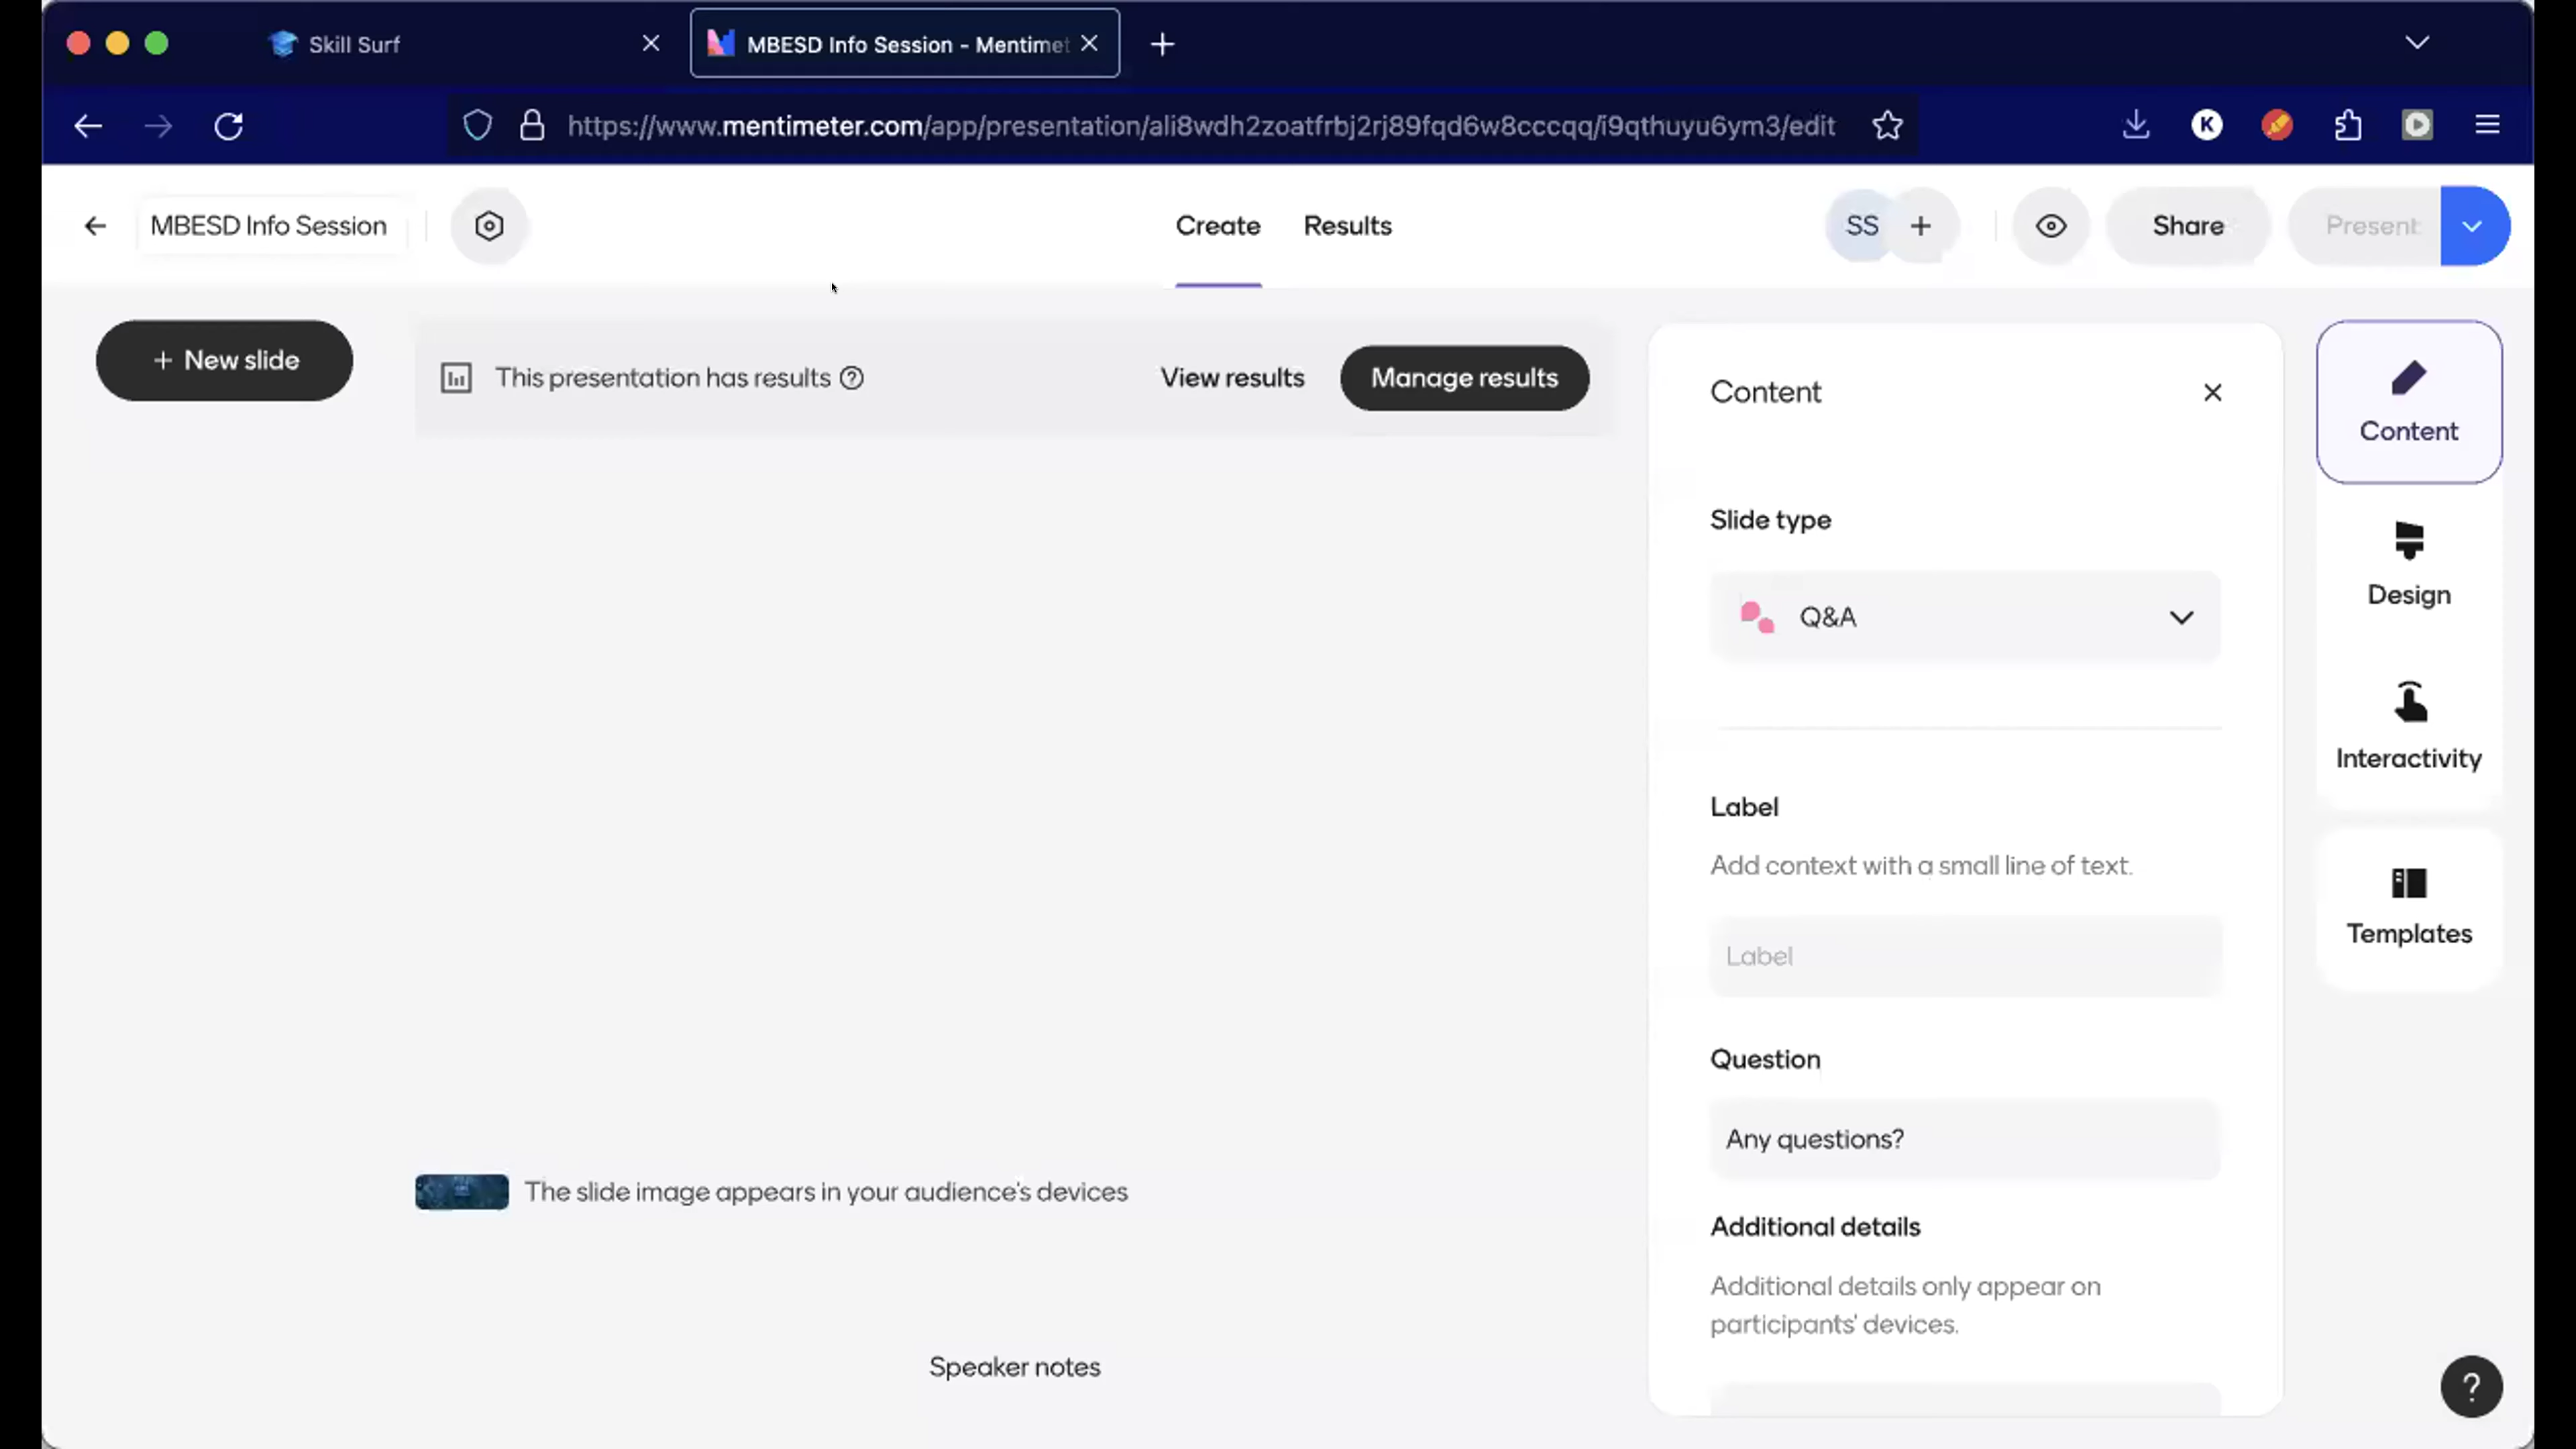 Skill Surf
MBESD Info Session - Mentimet
https://www.mentimeter.com/app/presentation/ali8wdh2zoatfrbj2rj89fqd6w8cccqq/i9qthuyu6ym3/edit
K
MBESD Info Session
Create
Results
SS
Share
Present
+ New slide
This presentation has results
View results
Manage results
Content
Content
Slide type
Design
Q&A
Interactivity
Label
Add context with a small line of text.
Templates
Label
Question
Any questions?
The slide image appears in your audience's devices
Additional details
Additional details only appear on
participants' devices.
Speaker notes
?